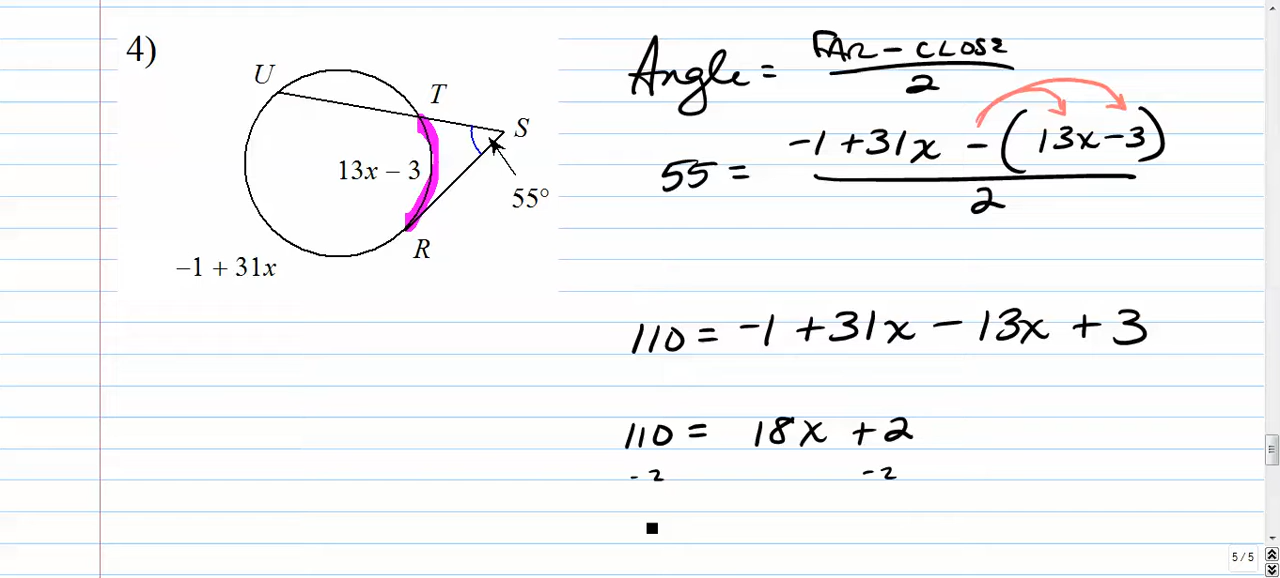 4)
U
T
S
13x − 3
55°
R
−1 + 31x
Angle = FAR − CLOSE
2
55 = -1 + 31x − (13x − 3)
2
110 = -1 + 31x − 13x + 3
110 = 18x + 2
-2 -2
5 / 5